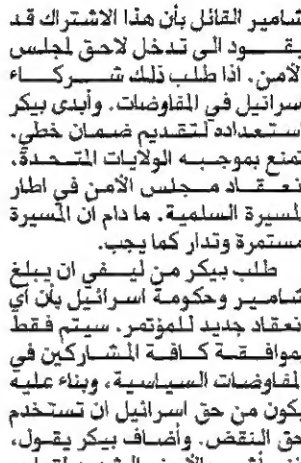 شامير القائل بأن هذا الاشتراك قد
يقود الى تدخل لاحق لمجلس
الأمن. اذا طلب ذلك شركاء
اسرائيل في المفاوضات. وأبدى بيكر
استعداده لتقديم ضمان خطي.
تمنع بموجبه الولايات المتحدة،
انعقاد مجلس الأمن في اطار
المسيرة السلمية. ما دام ان المسيرة
مستمرة وتدار كما يجب.
طلب بيكر من ليفي ان يبلغ
شامير وحكومة اسرائيل بأن أي
انعقاد جديد للمؤتمر. سيتم فقط
بموافقة كافة المشاركين في
المفاوضات السياسية، وبناء عليه
يكون من حق اسرائيل ان تستخدم
حق النقض. وأضاف بيكر يقول،